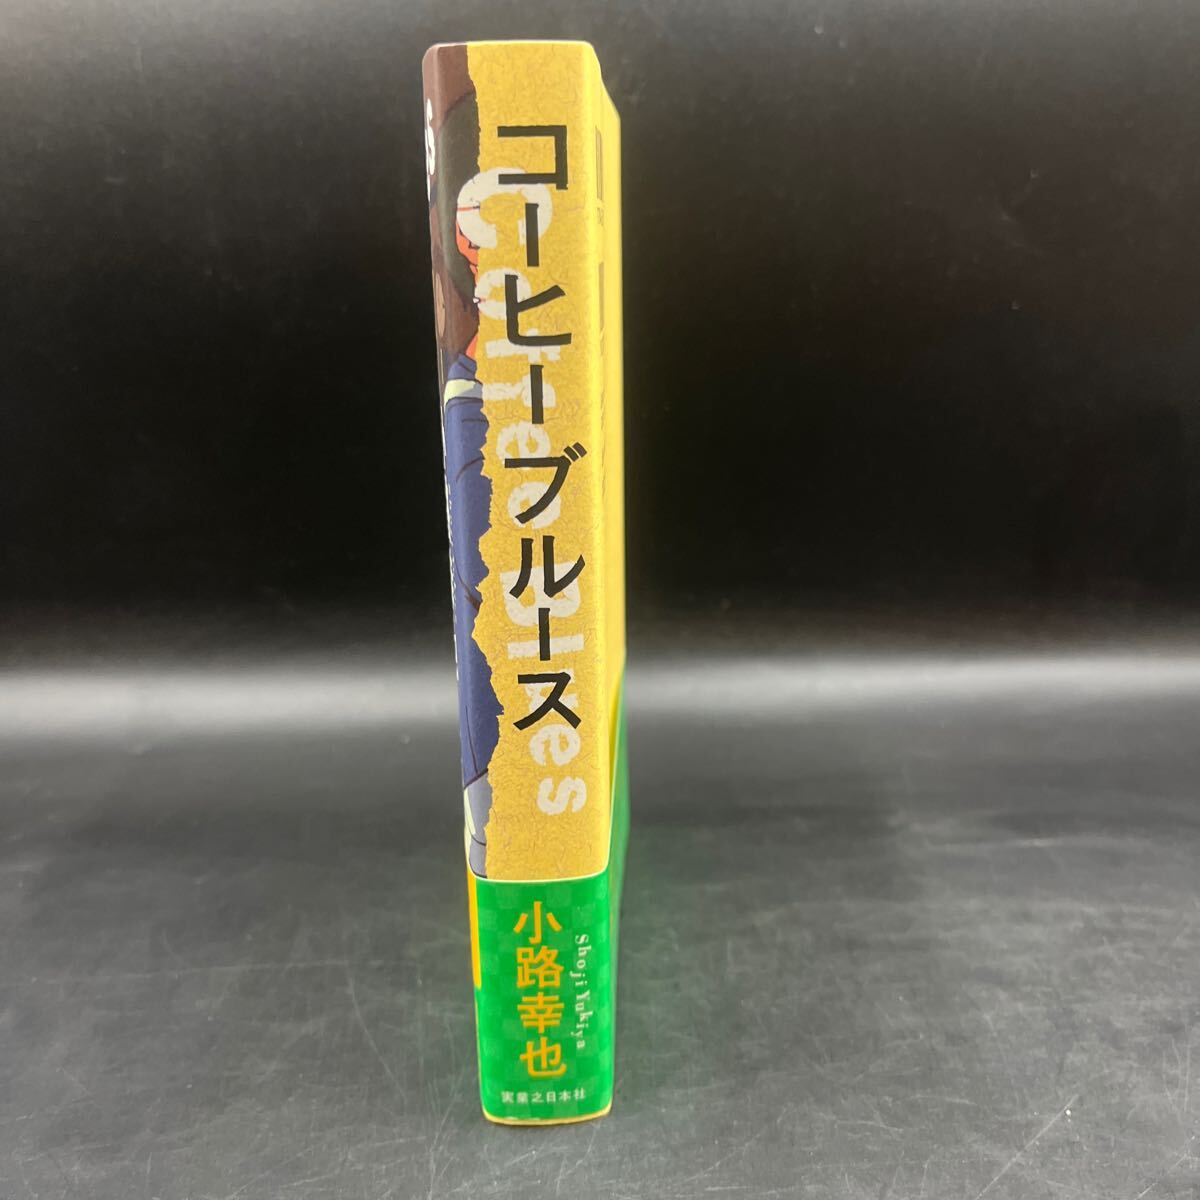 コーヒーブルース
Coffee Blues
小路幸也
Shoji Yukiya
実業之日本社